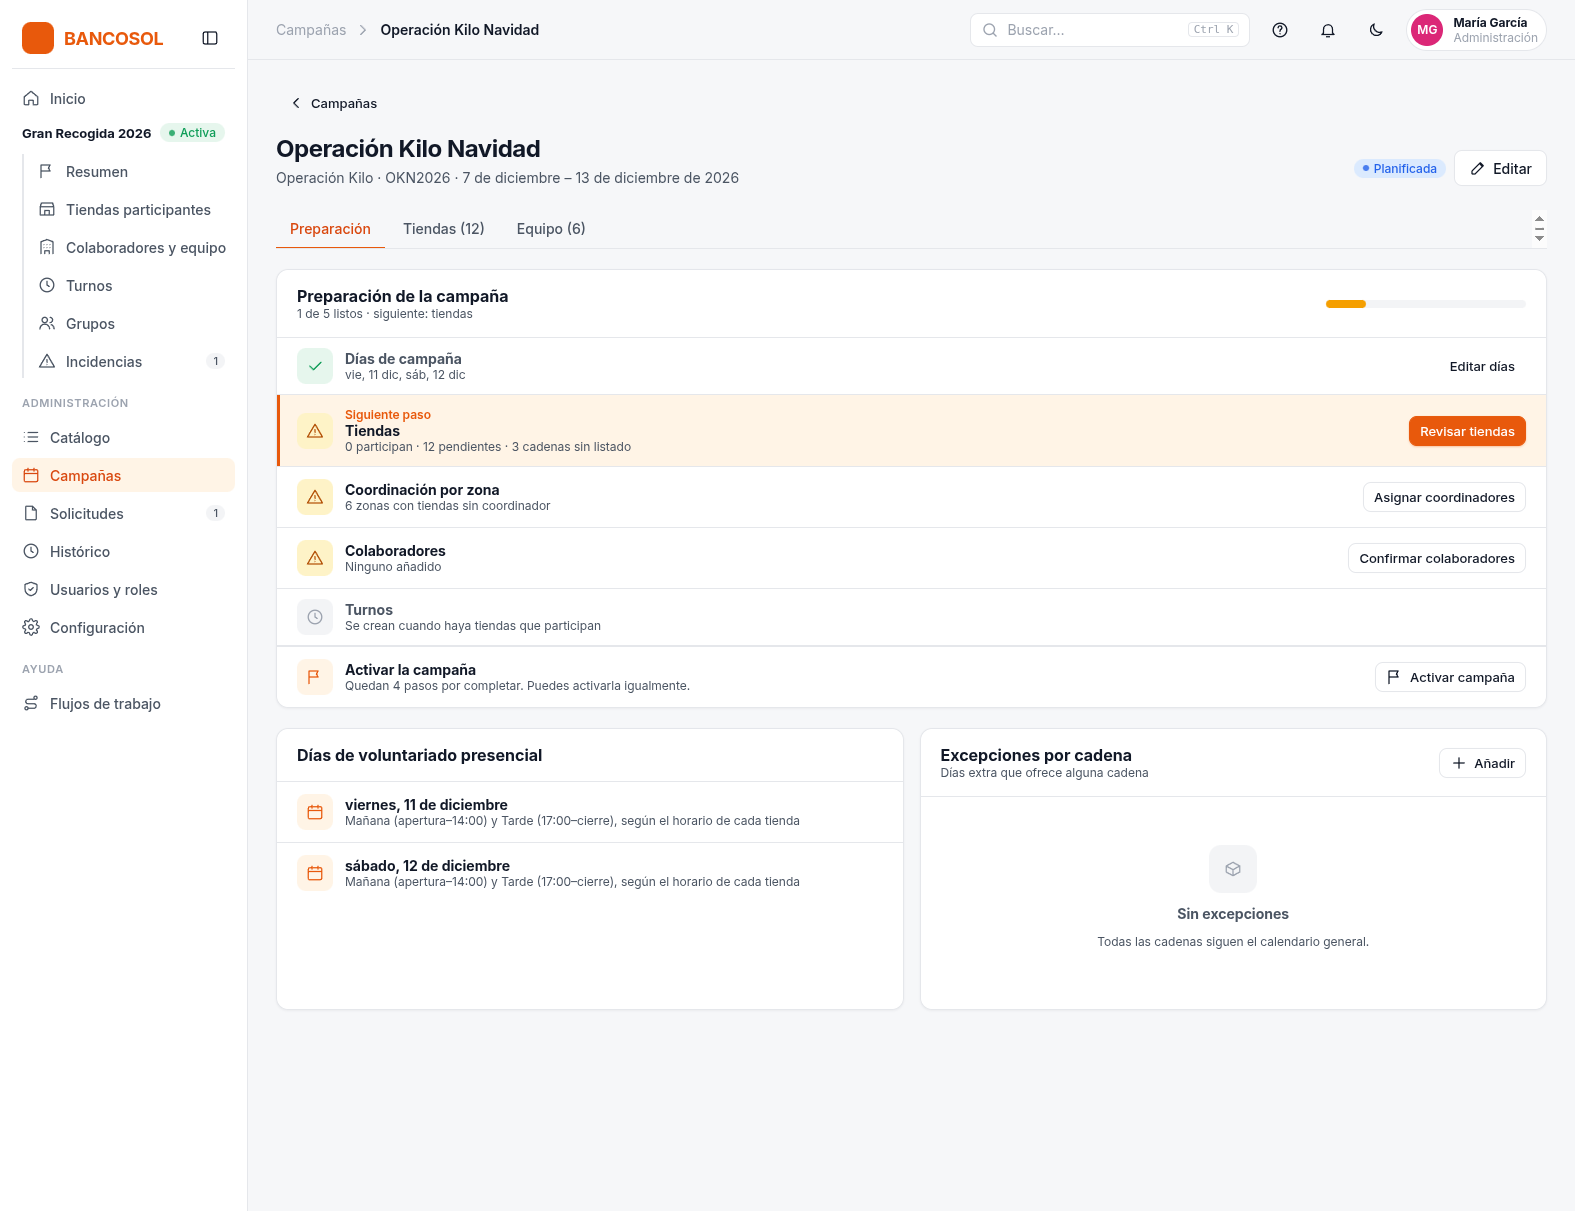 BANCOSOL
Inicio
Gran Recogida 2026
Activa
Resumen
Tiendas participantes
Colaboradores y equipo
Turnos
Grupos
Incidencias
1
ADMINISTRACIÓN
Catálogo
Campañas
Solicitudes
1
Histórico
Usuarios y roles
Configuración
AYUDA
Flujos de trabajo
Campañas
Operación Kilo Navidad
Buscar...
Ctrl K
MG
María García
Administración
Campañas
Operación Kilo Navidad
Operación Kilo · OKN2026 · 7 de diciembre – 13 de diciembre de 2026
Planificada
Editar
Preparación
Tiendas (12)
Equipo (6)
Preparación de la campaña
1 de 5 listos · siguiente: tiendas
Días de campaña
vie, 11 dic, sáb, 12 dic
Editar días
Siguiente paso
Tiendas
0 participan · 12 pendientes · 3 cadenas sin listado
Revisar tiendas
Coordinación por zona
6 zonas con tiendas sin coordinador
Asignar coordinadores
Colaboradores
Ninguno añadido
Confirmar colaboradores
Turnos
Se crean cuando haya tiendas que participan
Activar la campaña
Quedan 4 pasos por completar. Puedes activarla igualmente.
Activar campaña
Días de voluntariado presencial
viernes, 11 de diciembre
Mañana (apertura–14:00) y Tarde (17:00–cierre), según el horario de cada tienda
sábado, 12 de diciembre
Mañana (apertura–14:00) y Tarde (17:00–cierre), según el horario de cada tienda
Excepciones por cadena
Días extra que ofrece alguna cadena
Añadir
Sin excepciones
Todas las cadenas siguen el calendario general.